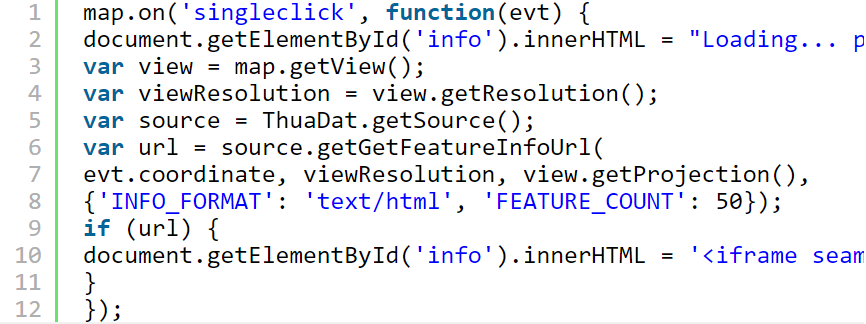 1 map.on('singleclick', function(evt) {
2 document.getElementById('info').innerHTML = "Loading...
3 var view = map.getView();
4 var viewResolution = view.getResolution();
5 var source = ThuaDat.getSource();
6 var url = source.getGetFeatureInfoUrl(
7 evt.coordinate, viewResolution, view.getProjection(),
8 {'INFO_FORMAT': 'text/html', 'FEATURE_COUNT': 50});
9 if (url) {
10 document.getElementById('info').innerHTML = '<iframe seam
11 }
12 });